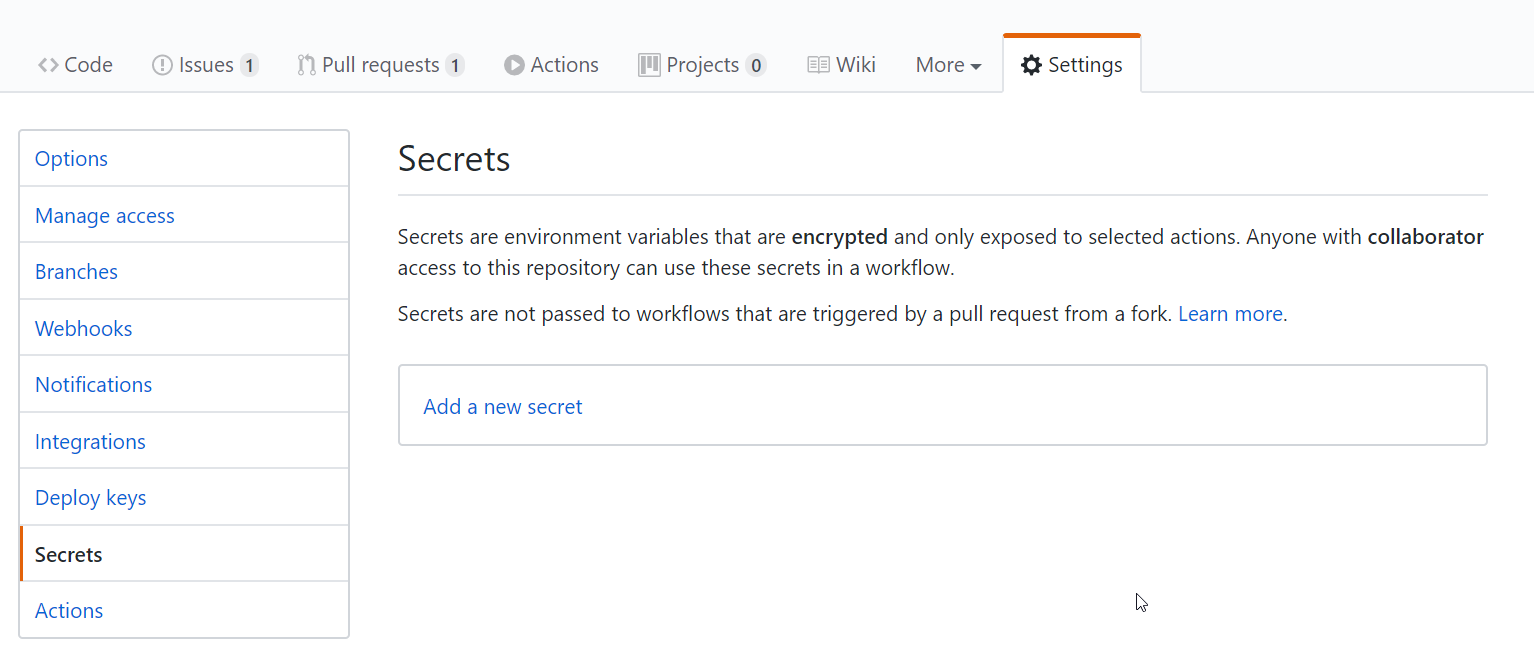 Code Issues 1 Pull requests 1 Actions Projects 0 Wiki More Settings
Options
Manage access
Branches
Webhooks
Notifications
Integrations
Deploy keys
Secrets
Actions
Secrets
Secrets are environment variables that are encrypted and only exposed to selected actions. Anyone with collaborator
access to this repository can use these secrets in a workflow.
Secrets are not passed to workflows that are triggered by a pull request from a fork. Learn more.
Add a new secret